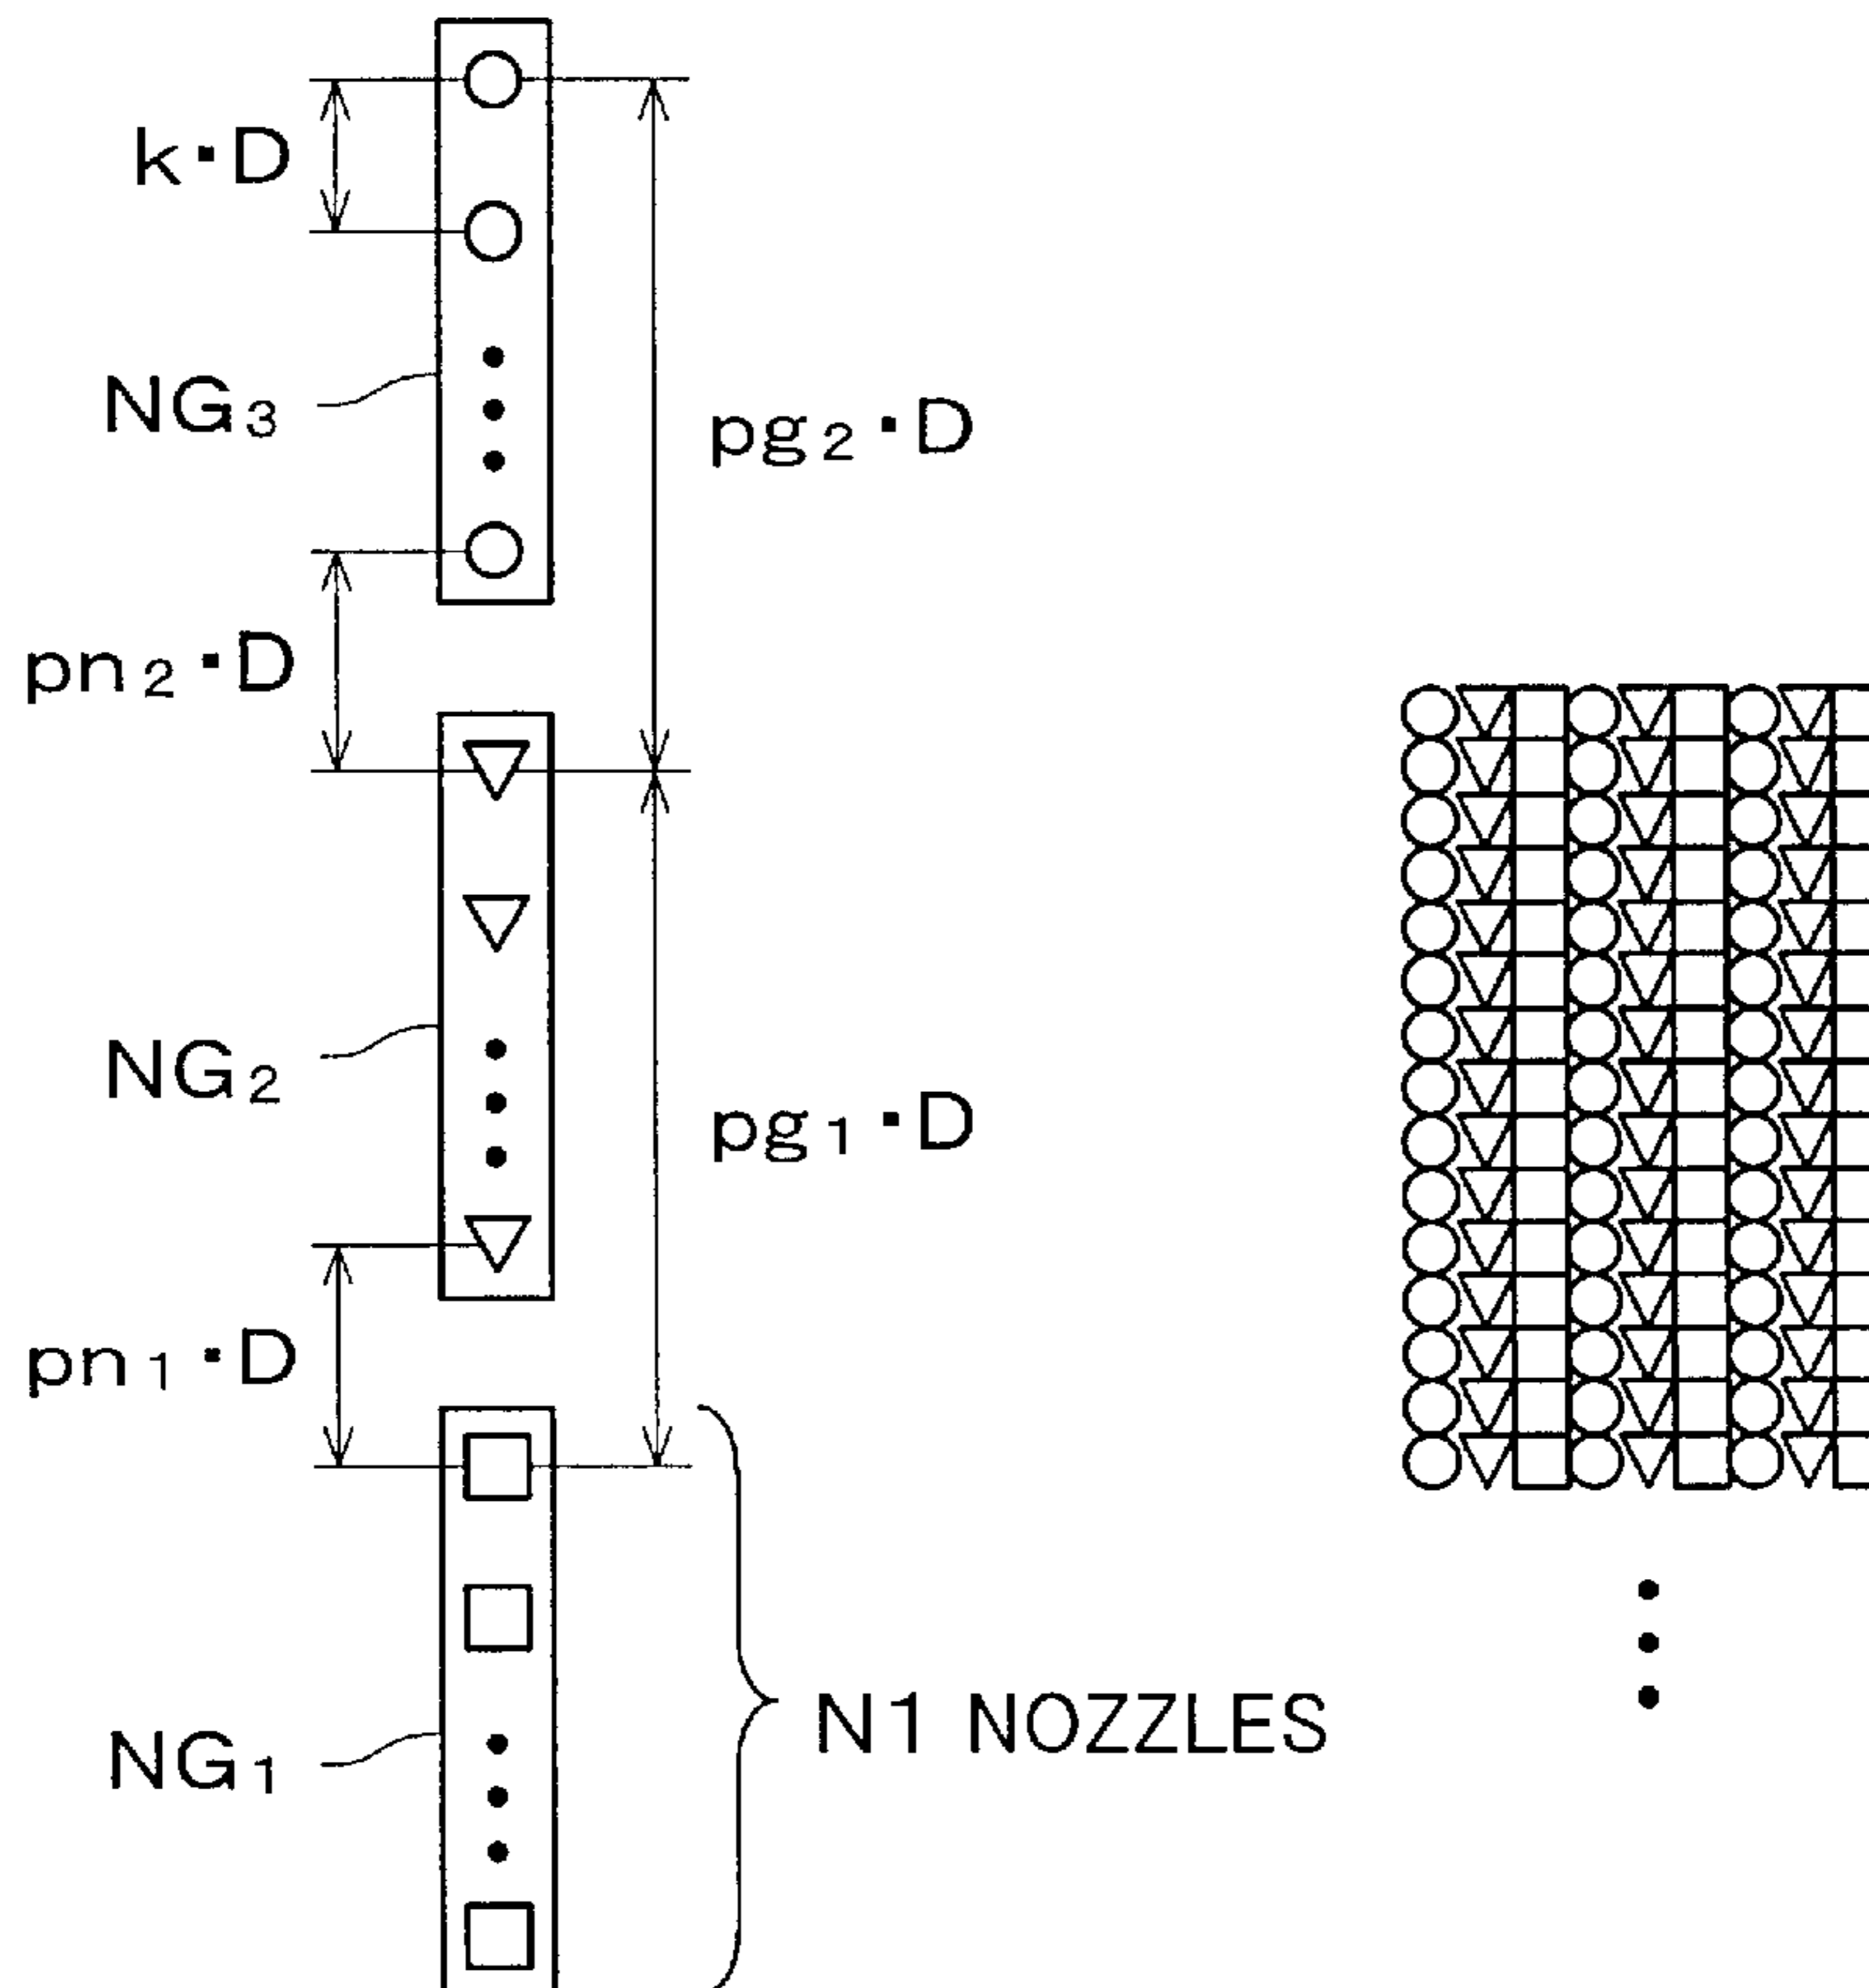 k·D
NG₃
pg₂·D
pn₂·D
NG₂
pg₁·D
pn₁·D
N1 NOZZLES
NG₁